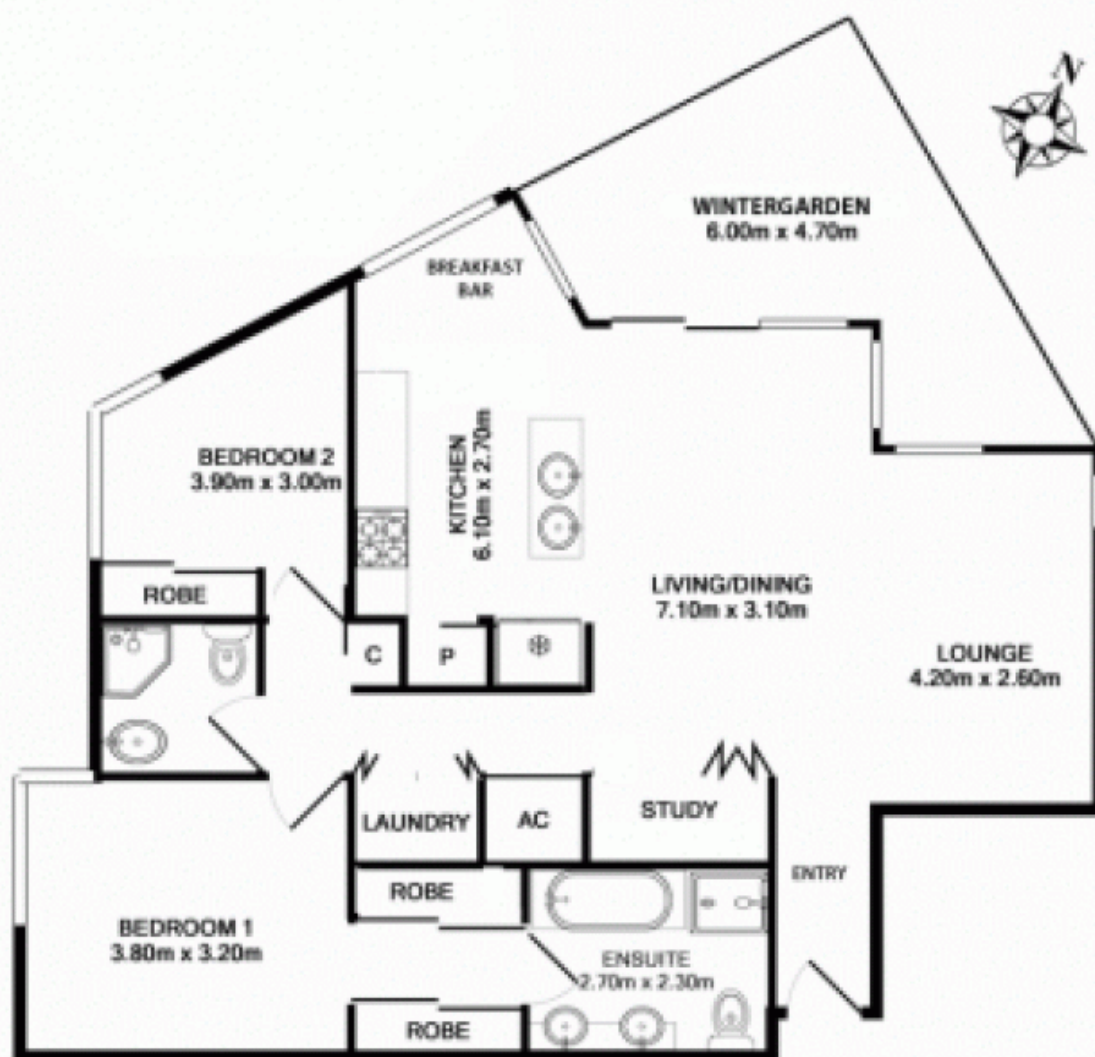 N
WINTERGARDEN
6.00m x 4.70m
BREAKFAST
BAR
BEDROOM 2
3.90m x 3.00m
KITCHEN
6.10m x 2.70m
ROBE
LIVING/DINING
7.10m x 3.10m
C
P
LOUNGE
4.20m x 2.60m
LAUNDRY
AC
STUDY
ENTRY
ROBE
BEDROOM 1
3.80m x 3.20m
ENSUITE
2.70m x 2.30m
ROBE